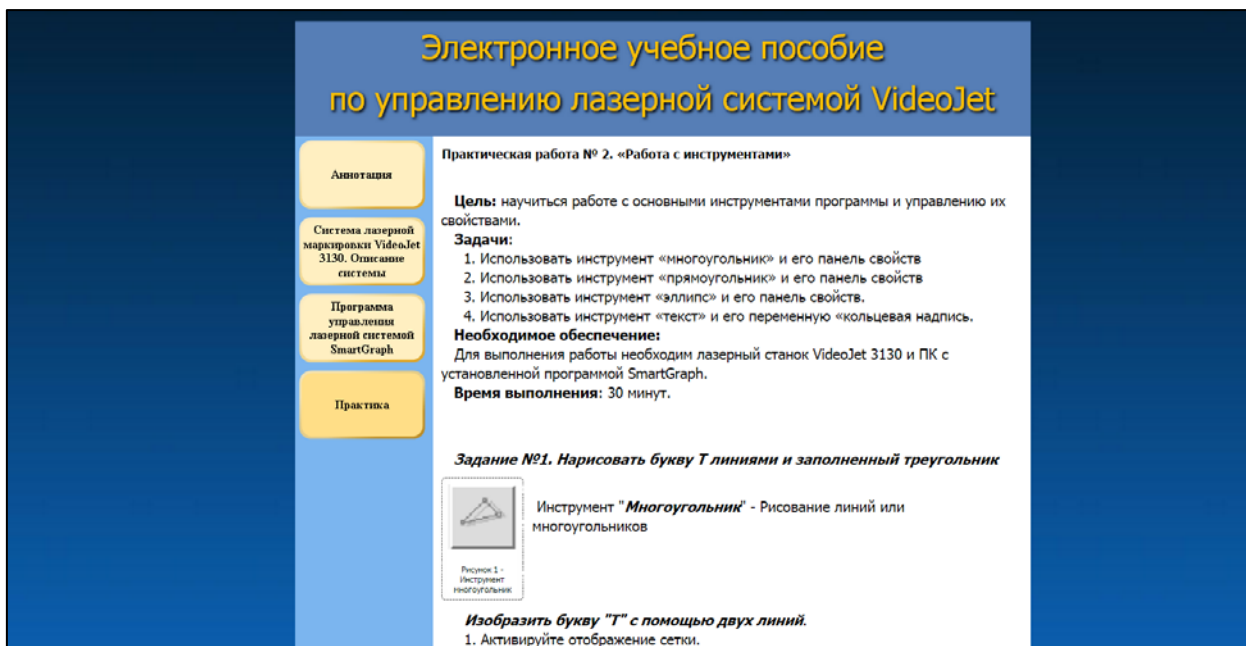 Электронное учебное пособие
по управлению лазерной системой VideoJet
Аннотация
Система лазерной
маркировки VideoJet
3130. Описание
системы
Программа
управления
лазерной системой
SmartGraph
Практика
Практическая работа № 2. «Работа с инструментами»
Цель: научиться работе с основными инструментами программы и управлению их
свойствами.
Задачи:
1. Использовать инструмент «многоугольник» и его панель свойств
2. Использовать инструмент «прямоугольник» и его панель свойств
3. Использовать инструмент «эллипс» и его панель свойств.
4. Использовать инструмент «текст» и его переменную «кольцевая надпись.
Необходимое обеспечение:
Для выполнения работы необходим лазерный станок VideoJet 3130 и ПК с
установленной программой SmartGraph.
Время выполнения: 30 минут.
Задание №1. Нарисовать букву Т линиями и заполненный треугольник
Инструмент "Многоугольник" - Рисование линий или
многоугольников
Рисунок 1 -
Инструмент
многоугольник
Изобразить букву "Т" с помощью двух линий.
1. Активируйте отображение сетки.